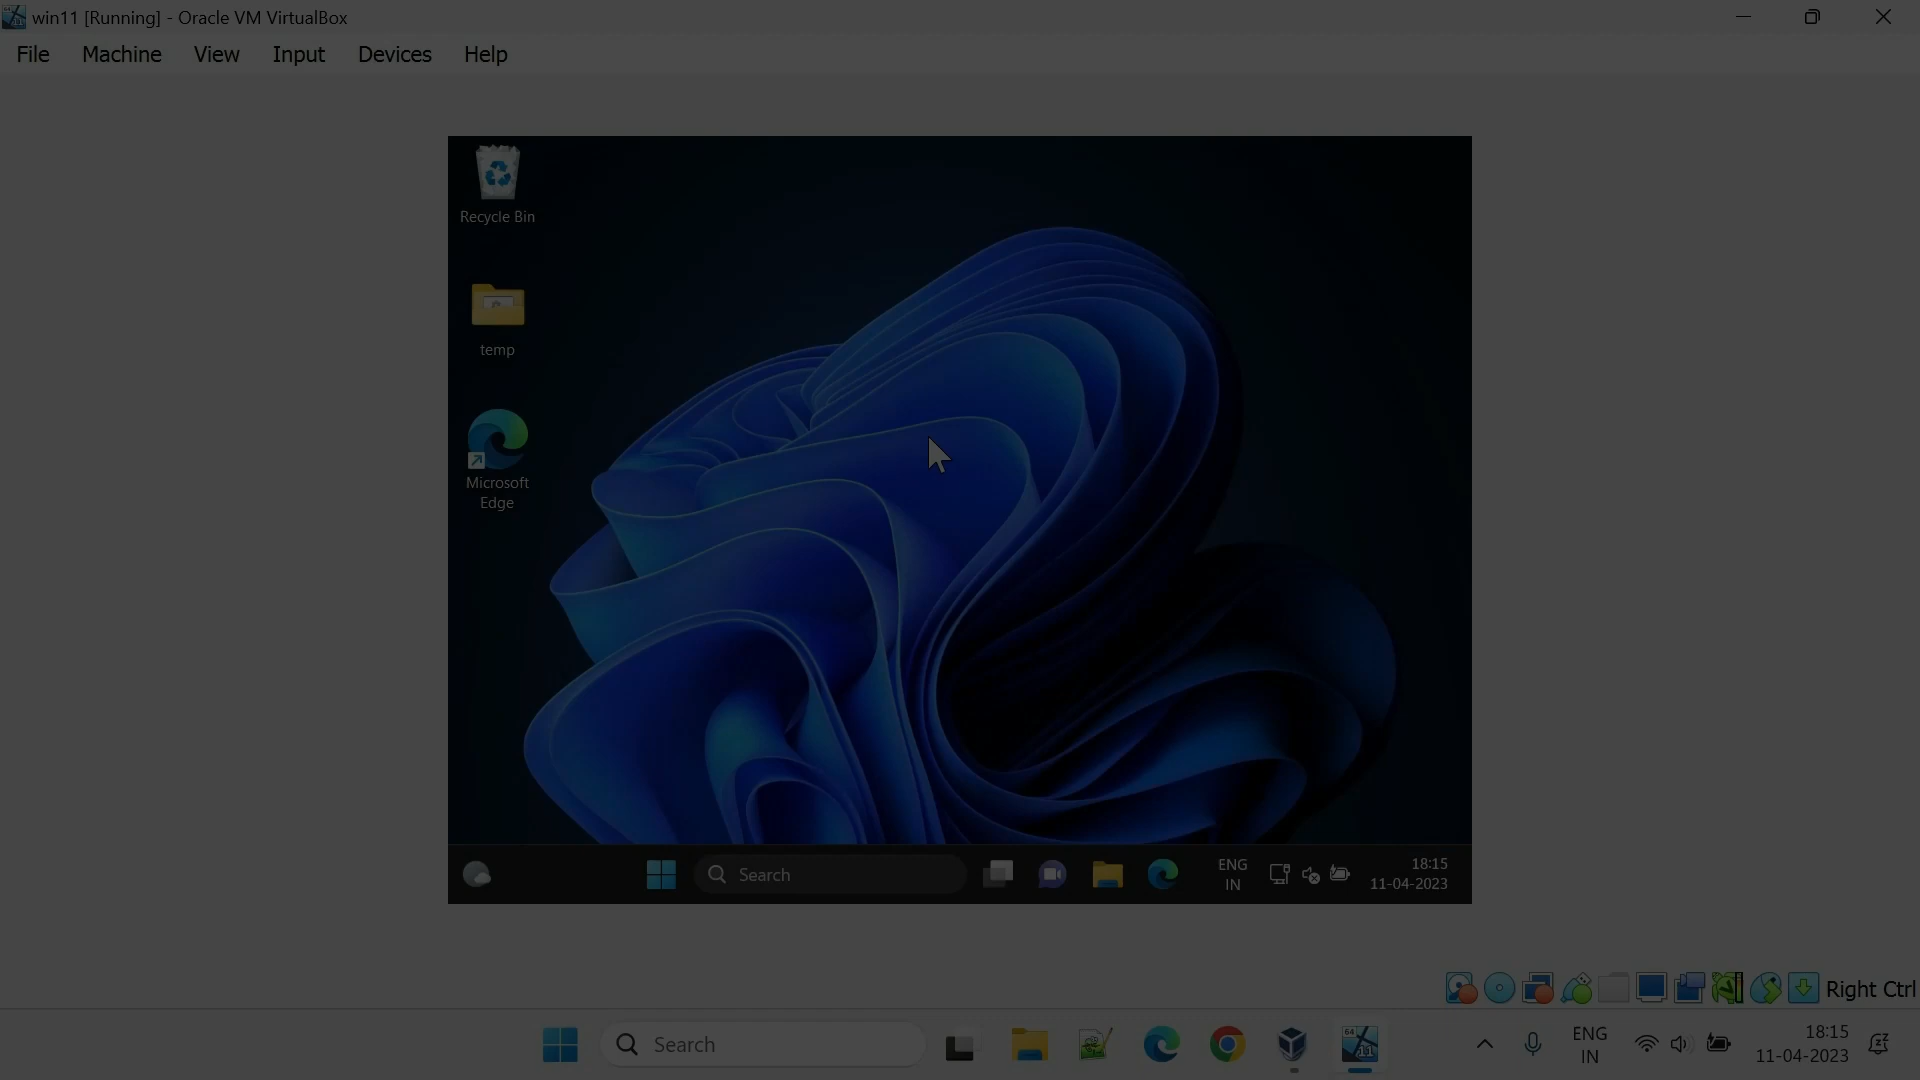 win11 [Running] - Oracle VM VirtualBox
File Machine View Input Devices Help
Recycle Bin
temp
Microsoft
Edge
Search
ENG
IN
18:15
11-04-2023
Right Ctrl
Search
ENG
IN
18:15
11-04-2023